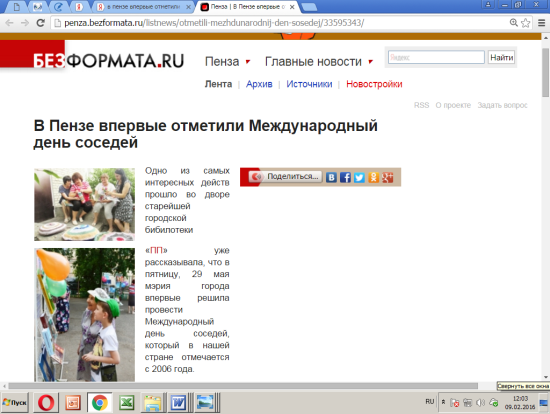 в пензе впервые отметили
Пенза | В Пензе впервые от
penza.bezformata.ru/listnews/otmetili-mezhdunarodnij-den-sosedej/33595343/
БЕЗФОРМАТА.RU
Пенза Главные новости
Яндекс Найти
Лента | Архив | Источники | Новостройки
RSS О проекте Задать вопрос
В Пензе впервые отметили Международный
день соседей
Одно из самых
интересных действ
прошло во дворе
старейшей
городской
бибилиотеки
Поделиться...
«ПП» уже
рассказывала, что в
пятницу, 29 мая
мэрия города
впервые решила
провести
Международный
день соседей,
который в нашей
стране отмечается
с 2006 года.
Свернуть все окна
Пуск
RU
12:03
09.02.2016